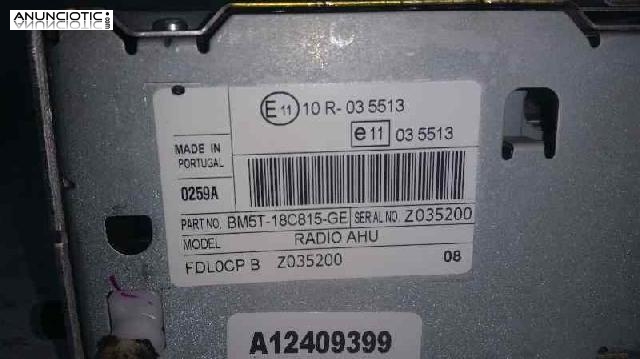 ANUNCIOTIC.es
E11 10 R- 03 5513
e11 03 5513
MADE IN
PORTUGAL
0259A
PART NO. BM5T-18C815-GE SERIAL NO. Z035200
MODEL RADIO AHU
FDL0CP B Z035200 08
A12409399